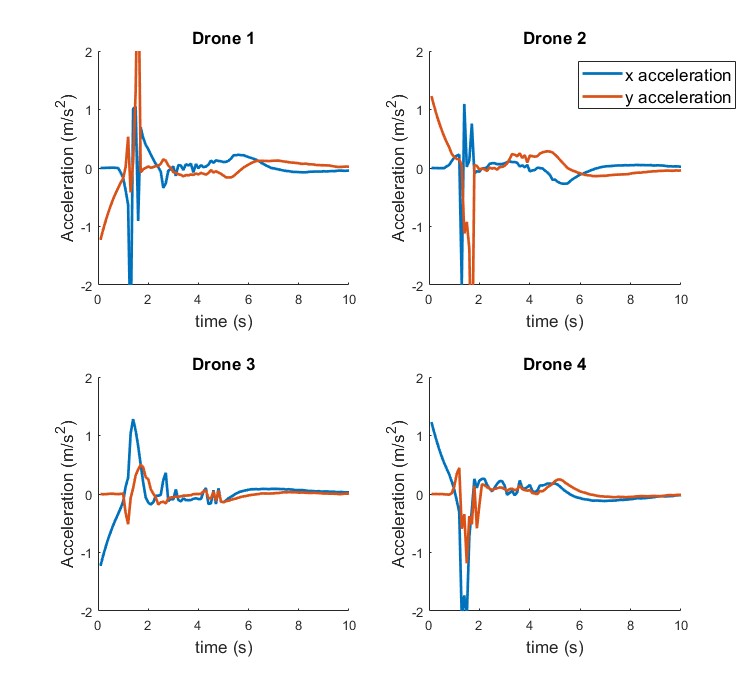 Drone 1
Acceleration (m/s²)
2
1
0
-1
-2
0 2 4 6 8 10
time (s)
Drone 2
x acceleration
y acceleration
Acceleration (m/s²)
2
1
0
-1
-2
0 2 4 6 8 10
time (s)
Drone 3
Acceleration (m/s²)
2
1
0
-1
-2
0 2 4 6 8 10
time (s)
Drone 4
Acceleration (m/s²)
2
1
0
-1
-2
0 2 4 6 8 10
time (s)